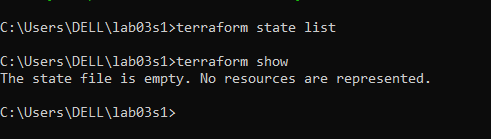 C:\Users\DELL\lab03s1>terraform state list
C:\Users\DELL\lab03s1>terraform show
The state file is empty. No resources are represented.
C:\Users\DELL\lab03s1>